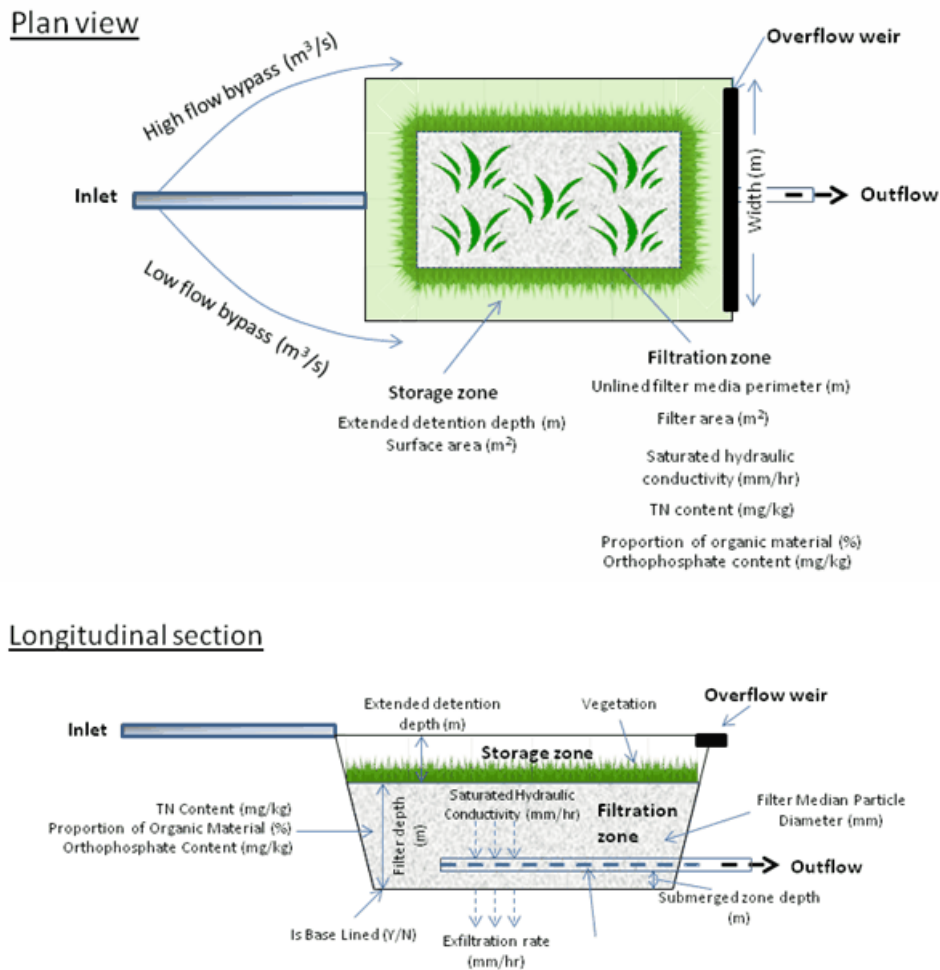 Plan view
Overflow weir
High flow bypass (m³/s)
Inlet
Width (m)
Outflow
Low flow bypass (m³/s)
Storage zone
Extended detention depth (m)
Surface area (m²)
Filtration zone
Unlined filter media perimeter (m)
Filter area (m²)
Saturated hydraulic
conductivity (mm/hr)
TN content (mg/kg)
Proportion of organic material (%)
Orthophosphate content (mg/kg)
Longitudinal section
Extended detention
depth (m)
Vegetation
Overflow weir
Inlet
Storage zone
TN Content (mg/kg)
Proportion of Organic Material (%)
Orthophosphate Content (mg/kg)
Filter depth
(m)
Saturated Hydraulic
Conductivity (mm/hr)
Filtration
zone
Filter Median Particle
Diameter (mm)
Outflow
Submerged zone depth
(m)
Is Base Lined (Y/N)
Exfiltration rate
(mm/hr)